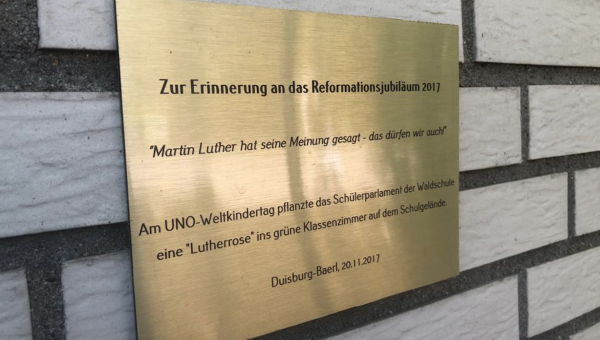 Zur Erinnerung an das Reformationsjubiläum 2017
"Martin Luther hat seine Meinung gesagt - das dürfen wir auch!"
Am UNO-Weltkindertag pflanzte das Schülerparlament der Waldschule
eine "Lutherrose" ins grüne Klassenzimmer auf dem Schulgelände.
Duisburg-Baerl, 20.11.2017